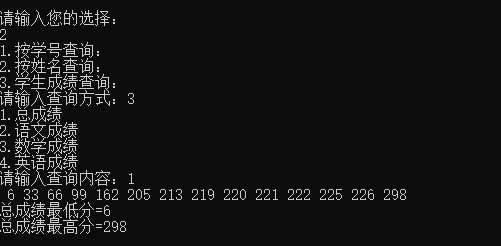 请输入您的选择：
2
1.按学号查询：
2.按姓名查询：
3.学生成绩查询：
请输入查询方式：3
1.总成绩
2.语文成绩
3.数学成绩
4.英语成绩
请输入查询内容：1
6 33 66 99 162 205 213 219 220 221 222 225 226 298
总成绩最低分=6
总成绩最高分=298